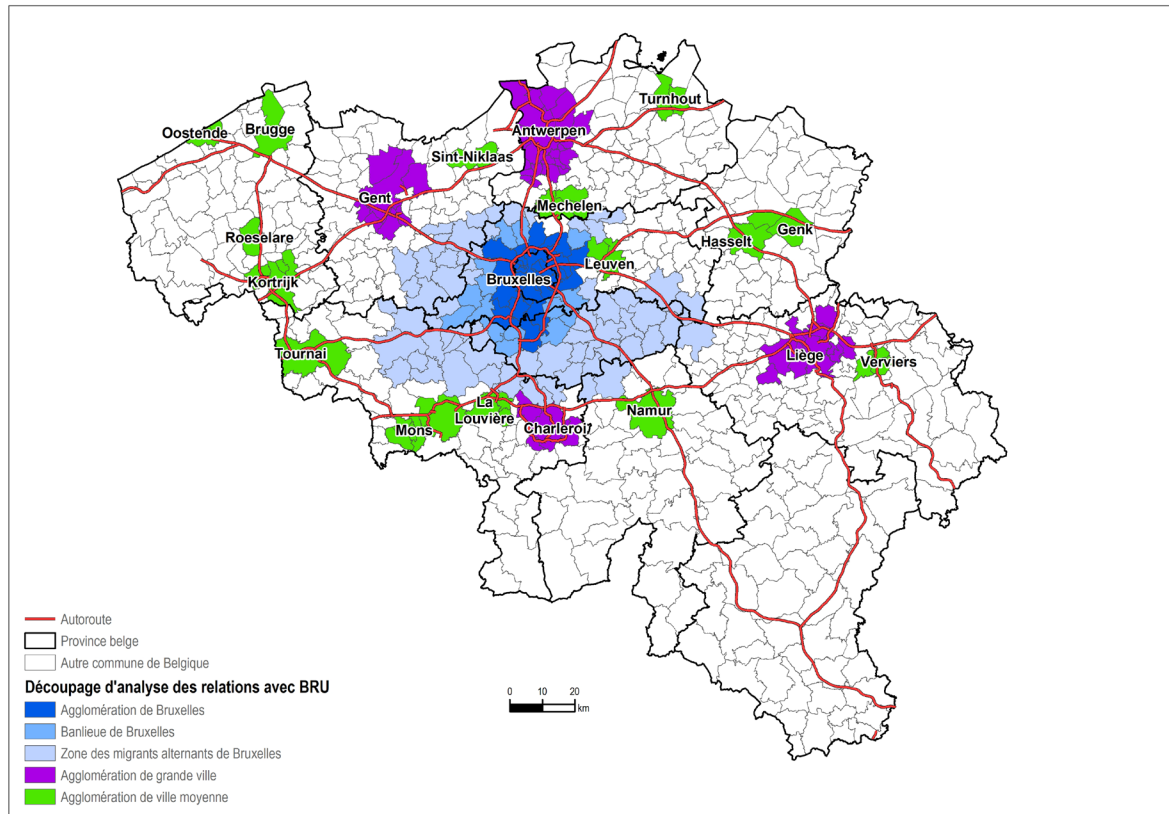 Turnhout
Oostende
Brugge
Antwerpen
Sint-Niklaas
Gent
Mechelen
Roeselare
Hasselt
Genk
Leuven
Bruxelles
Kortrijk
Tournai
Liège
Verviers
La
Louvière
Namur
Mons
Charleroi
Autoroute
Province belge
Autre commune de Belgique
Découpage d'analyse des relations avec BRU
Agglomération de Bruxelles
Banlieue de Bruxelles
Zone des migrants alternants de Bruxelles
Agglomération de grande ville
Agglomération de ville moyenne
0 10 20
km